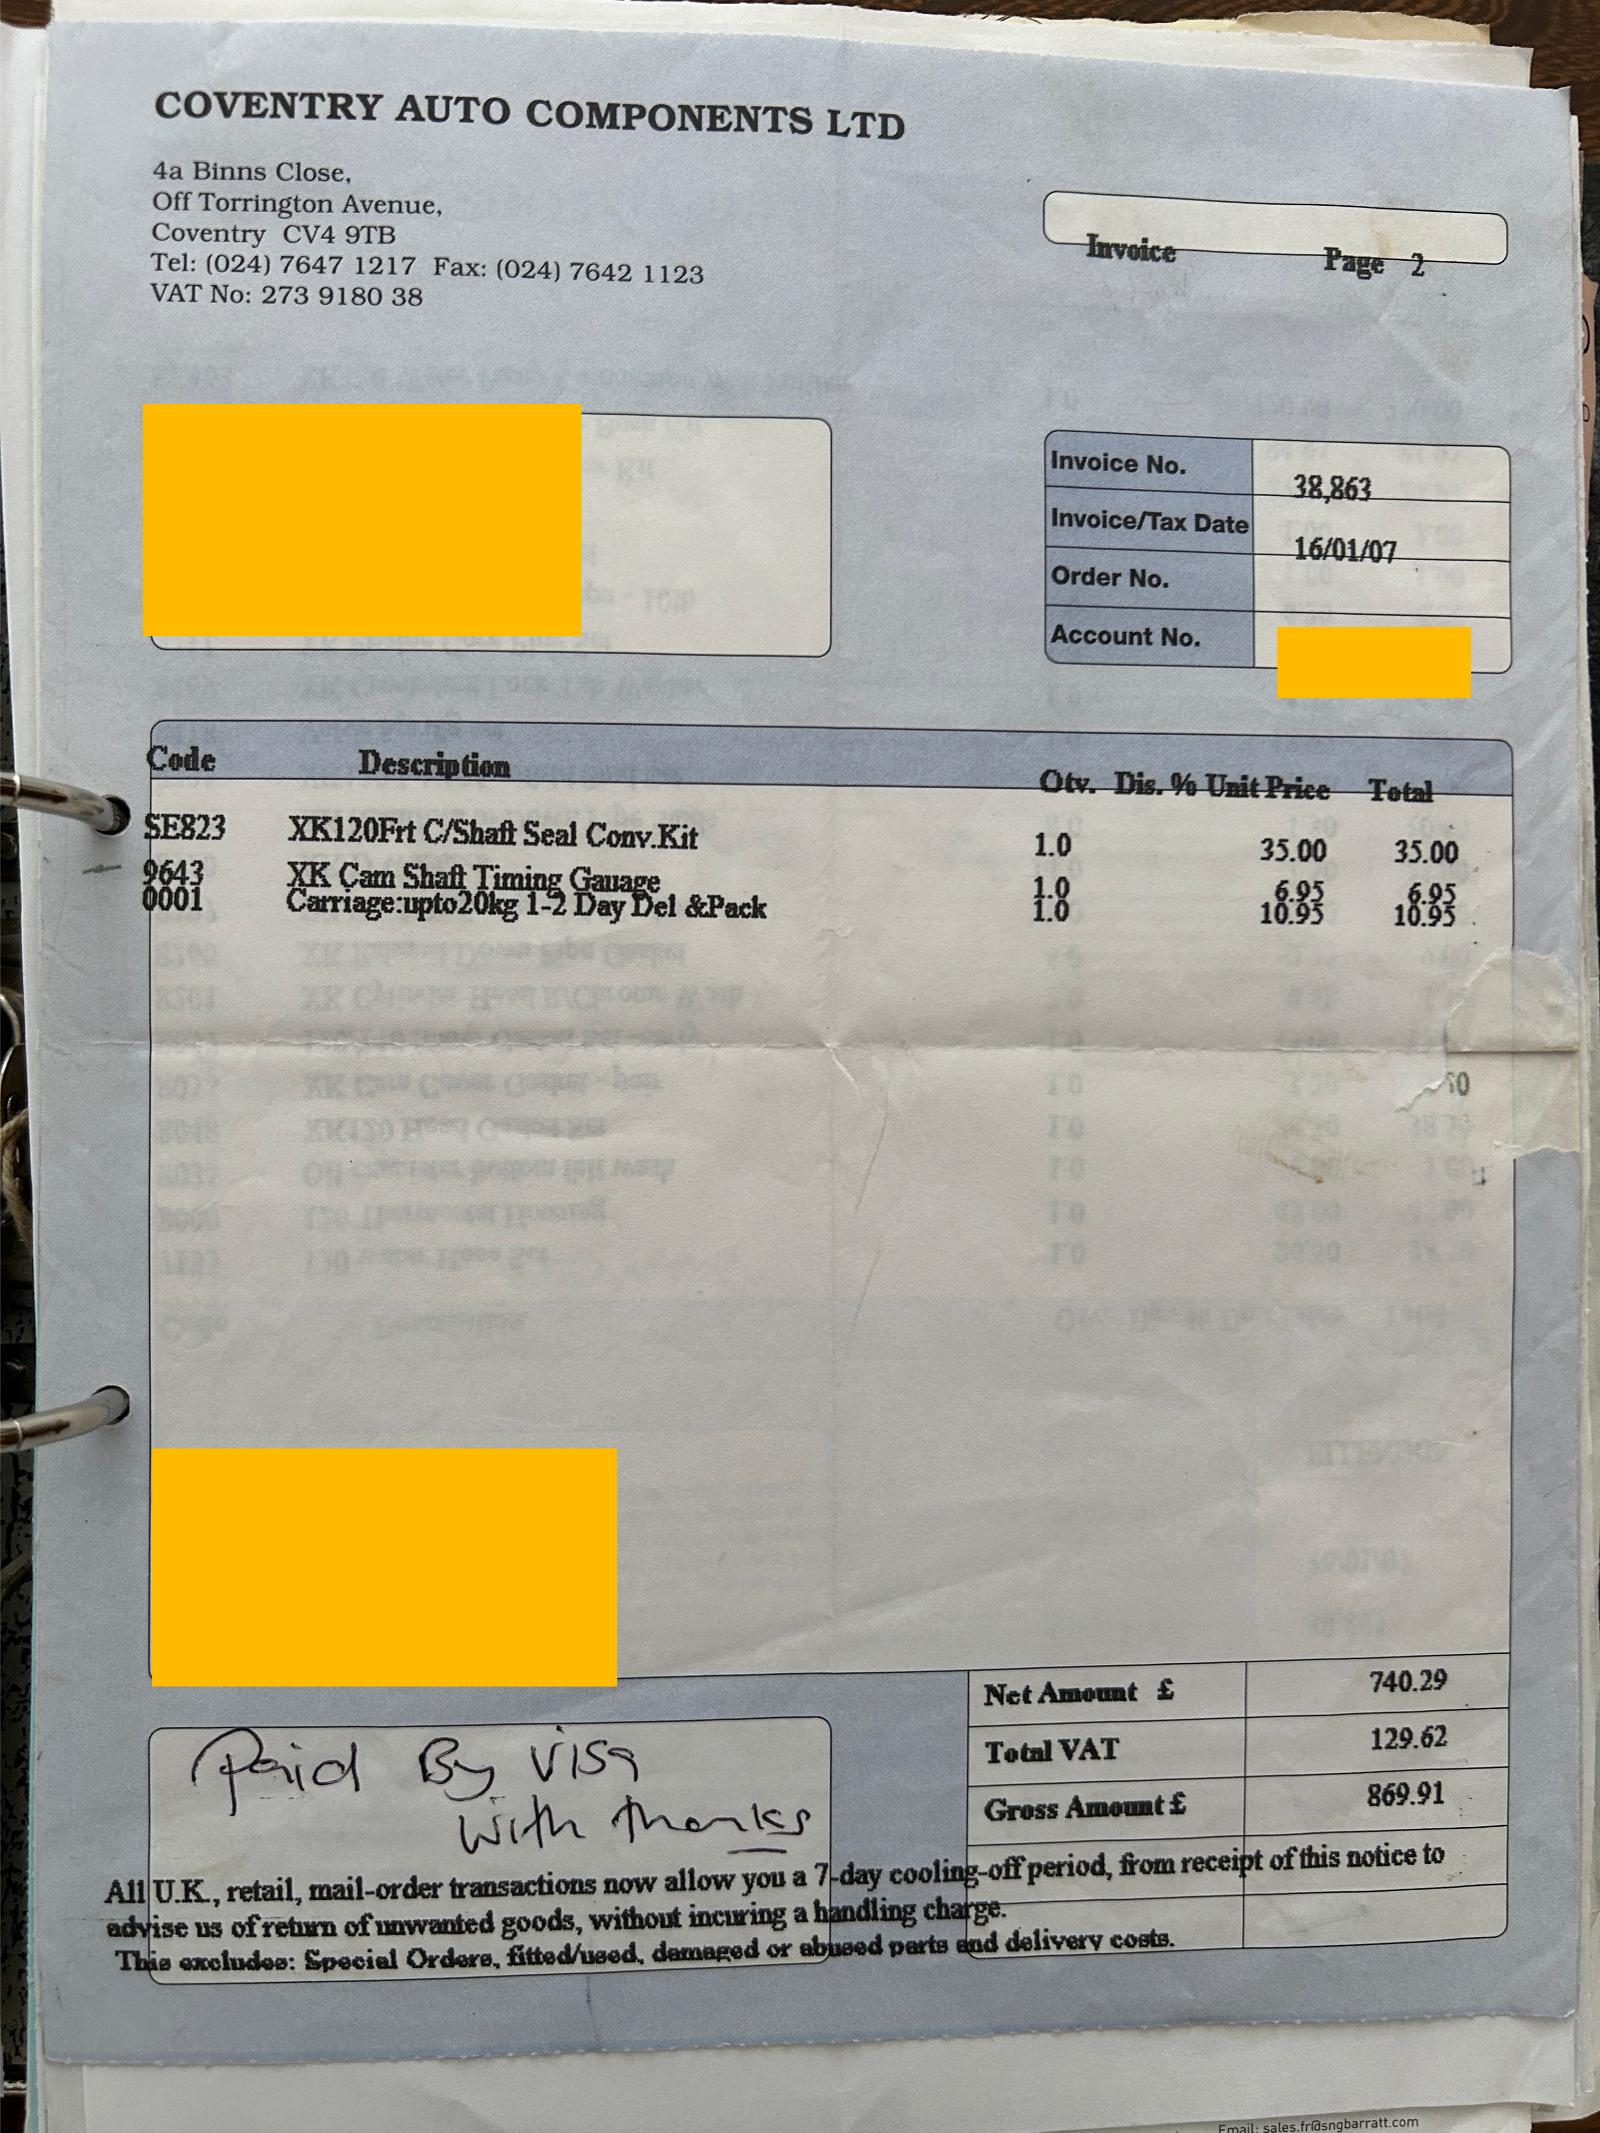 COVENTRY AUTO COMPONENTS LTD
4a Binns Close,
Off Torrington Avenue,
Coventry CV4 9TB
Tel: (024) 7647 1217 Fax: (024) 7642 1123
VAT No: 273 9180 38
Invoice Page 2
Invoice No. 38,863
Invoice/Tax Date 16/01/07
Order No.
Account No.
Code Description Qty. Dis. % Unit Price Total
SE823 XK120Frt C/Shaft Seal Conv.Kit 1.0 35.00 35.00
9643 XK Cam Shaft Timing Gauage 1.0 6.95 6.95
0001 Carriage:upto20kg 1-2 Day Del &Pack 1.0 10.95 10.95
Net Amount £ 740.29
Total VAT 129.62
Gross Amount £ 869.91
Paid By Visa
with thanks
All U.K., retail, mail-order transactions now allow you a 7-day cooling-off period, from receipt of this notice to
advise us of return of unwanted goods, without incuring a handling charge.
This excludes: Special Orders, fitted/used, damaged or abused parts and delivery costs.
Email: sales.fr@sngbarratt.com